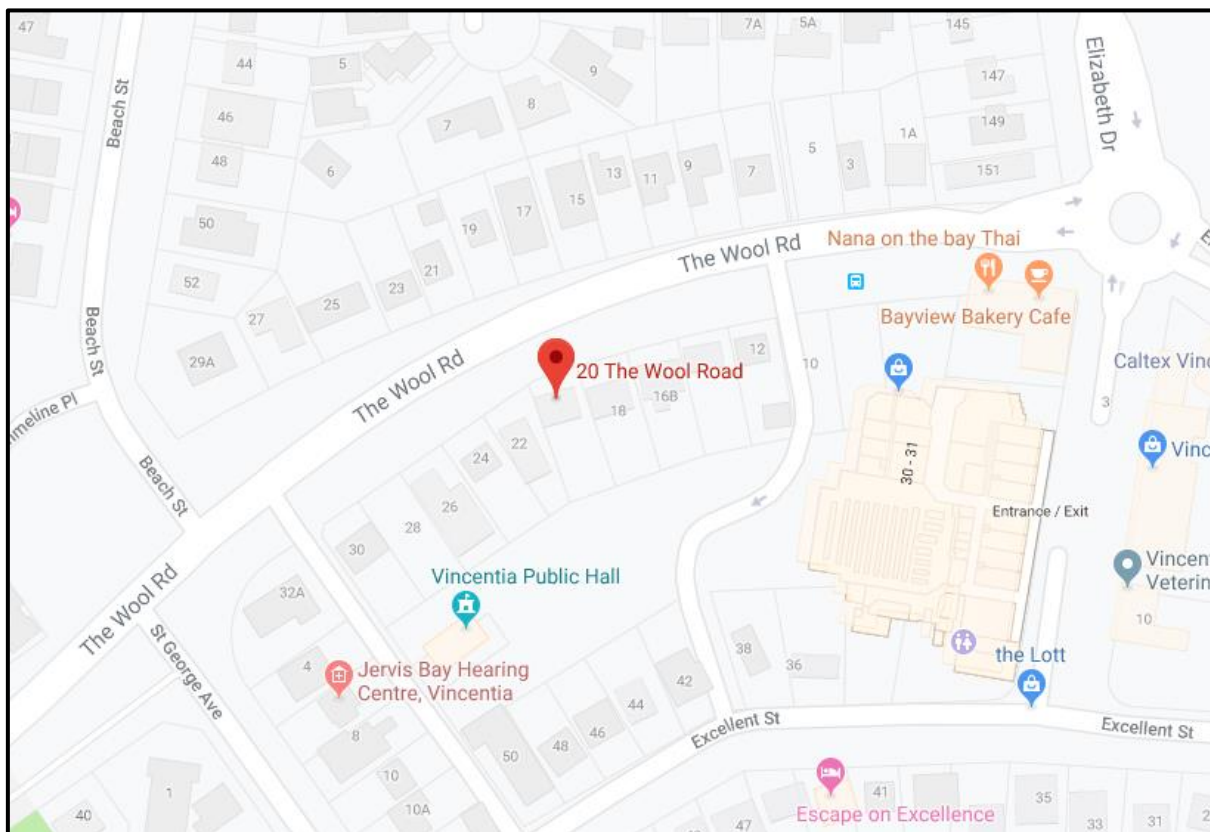 47
7A
5A
145
44
5
9
147
Elizabeth Dr
Beach St
46
8
7
149
1A
5
3
48
6
13
11
9
7
151
15
17
50
19
The Wool Rd
Nana on the bay Thai
21
52
23
25
Bayview Bakery Cafe
27
Beach St
29A
12
10
20 The Wool Road
Caltex Vinc
The Wool Rd
16B
18
3
meline Pl
22
24
Vinc
30 - 31
Beach St
26
Entrance / Exit
28
30
Vincentia Public Hall
Vincent
Veterin
The Wool Rd
32A
10
38
the Lott
St George Ave
4
Jervis Bay Hearing
Centre, Vincentia
36
42
44
8
46
48
50
Excellent St
Excellent St
10
1
41
35
40
10A
Escape on Excellence
47
33
31